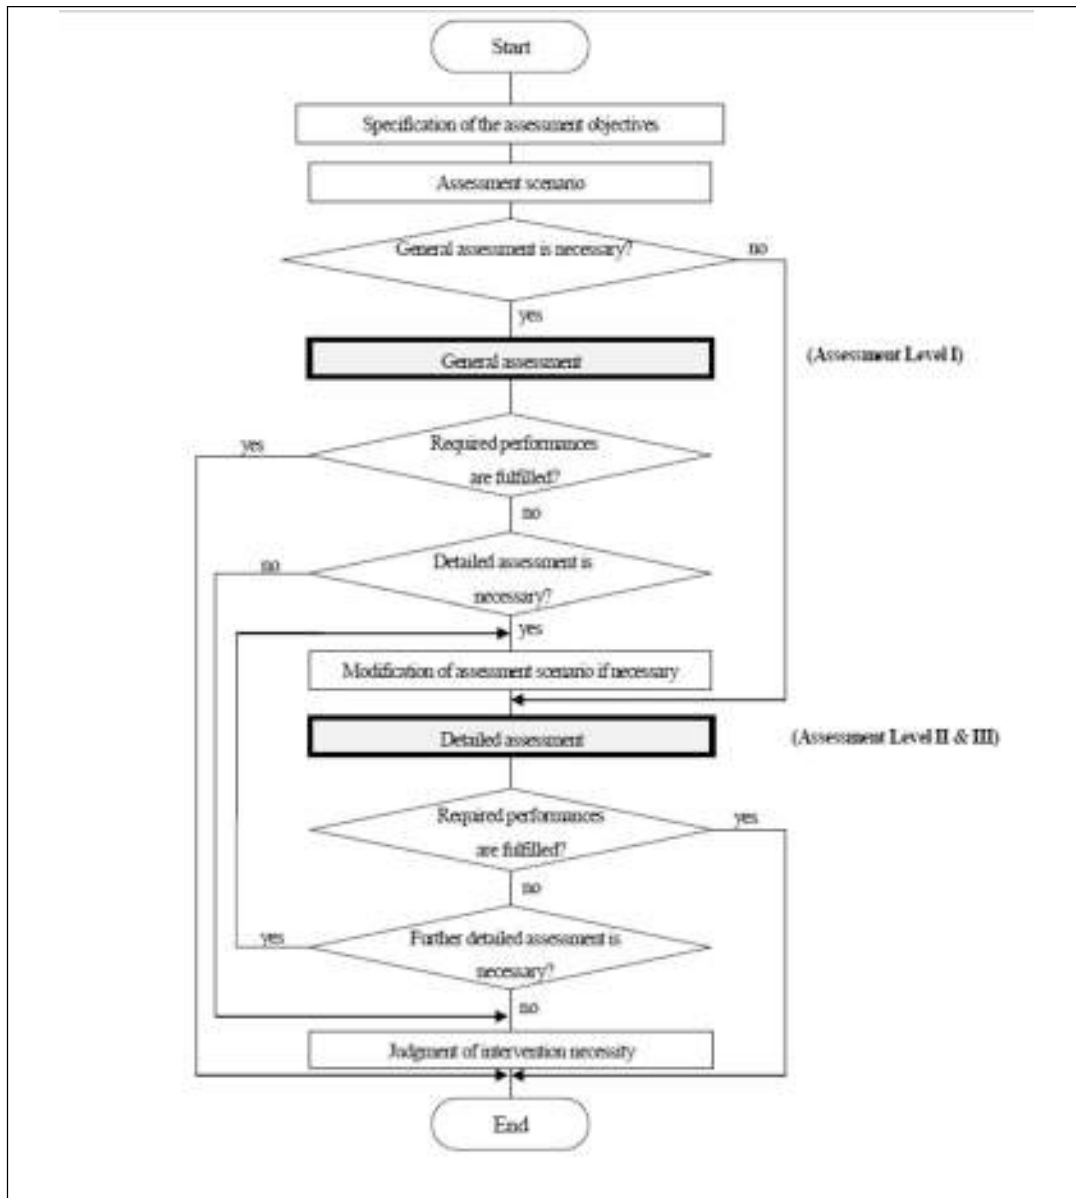 Start
Specification of the assessment objectives
Assessment scenario
General assessment is necessary?
no
yes
General assessment
(Assessment Level I)
Required performances
are fulfilled?
yes
no
Detailed assessment is
necessary?
no
yes
Modification of assessment scenario if necessary
Detailed assessment
(Assessment Level II & III)
Required performances
are fulfilled?
yes
no
Further detailed assessment is
necessary?
yes
no
Judgment of intervention necessity
End